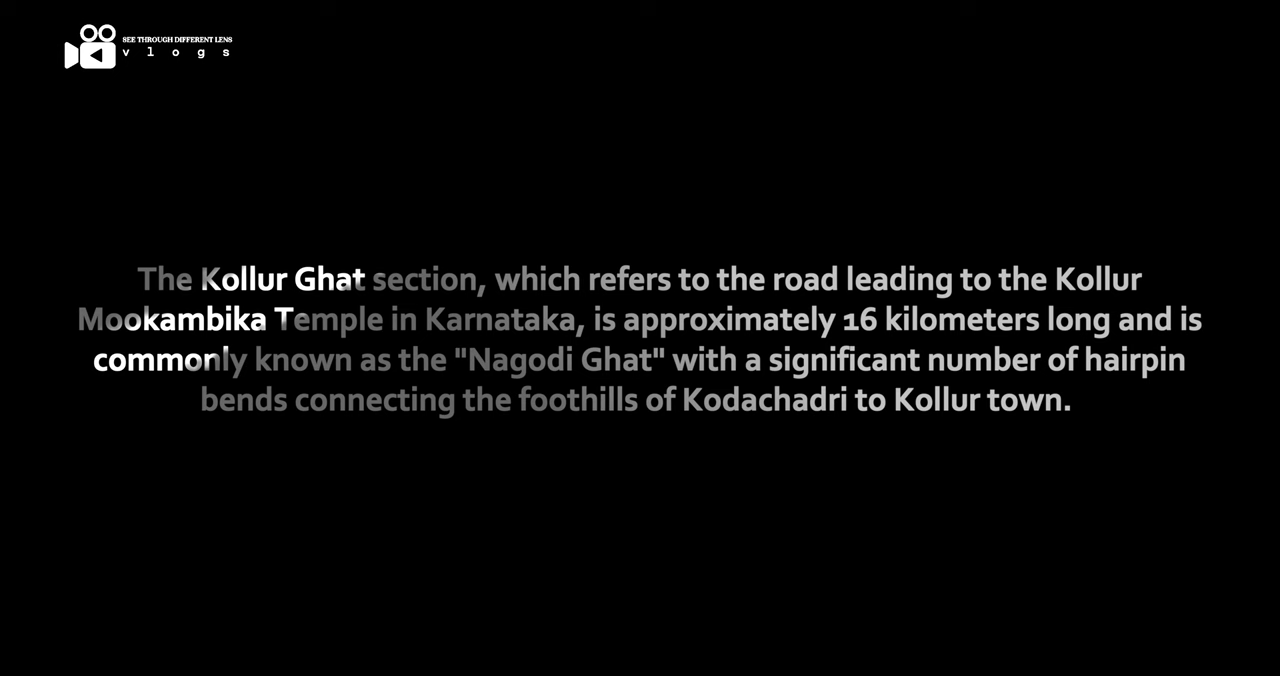 SEE THROUGH DIFFERENT LENS
vlogs
The Kollur Ghat section, which refers to the road leading to the Kollur
Mookambika Temple in Karnataka, is approximately 16 kilometers long and is
commonly known as the "Nagodi Ghat" with a significant number of hairpin
bends connecting the foothills of Kodachadri to Kollur town.